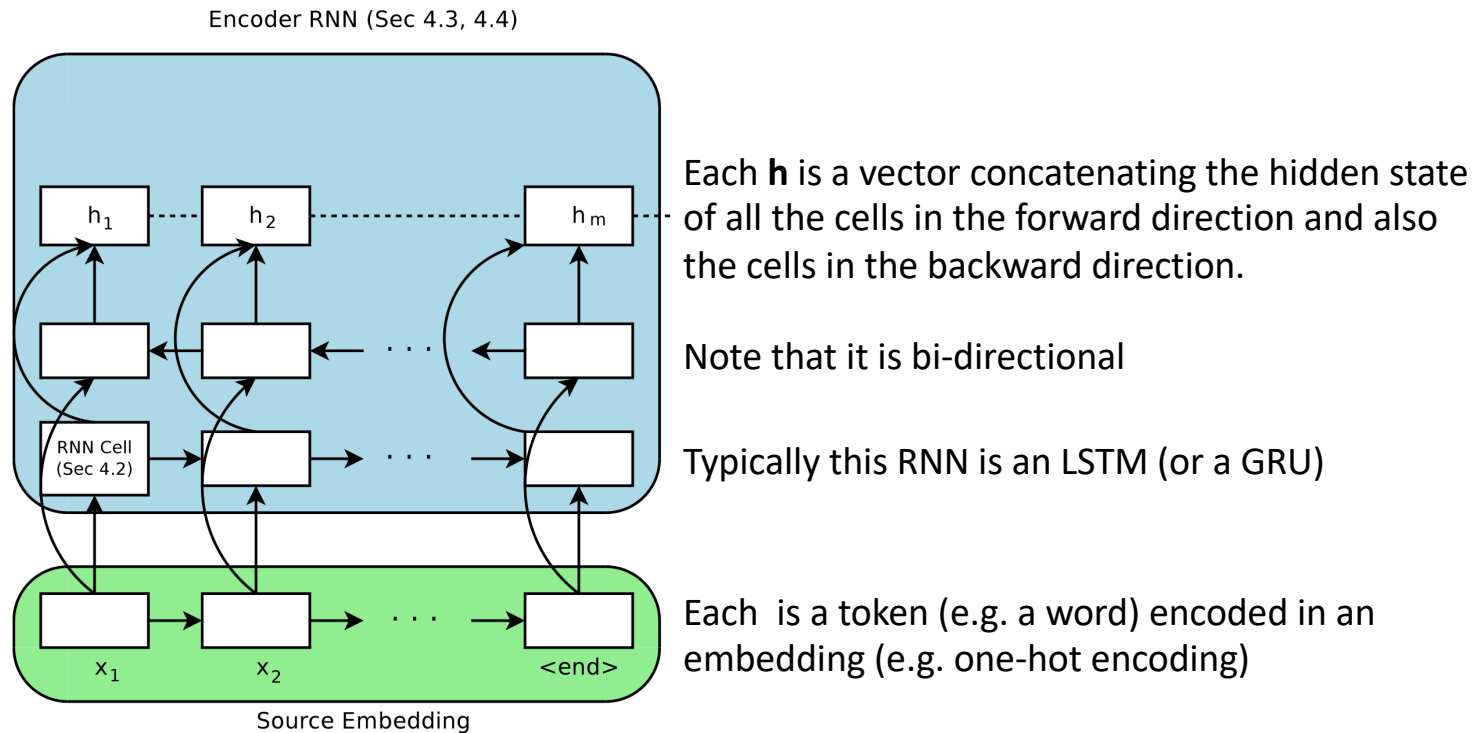 Encoder RNN (Sec 4.3, 4.4)
h1 h2 hm
Each h is a vector concatenating the hidden state
of all the cells in the forward direction and also
the cells in the backward direction.
. . .
Note that it is bi-directional
RNN Cell
(Sec 4.2)
. . .
Typically this RNN is an LSTM (or a GRU)
. . .
Each is a token (e.g. a word) encoded in an
embedding (e.g. one-hot encoding)
x1 x2 <end>
Source Embedding